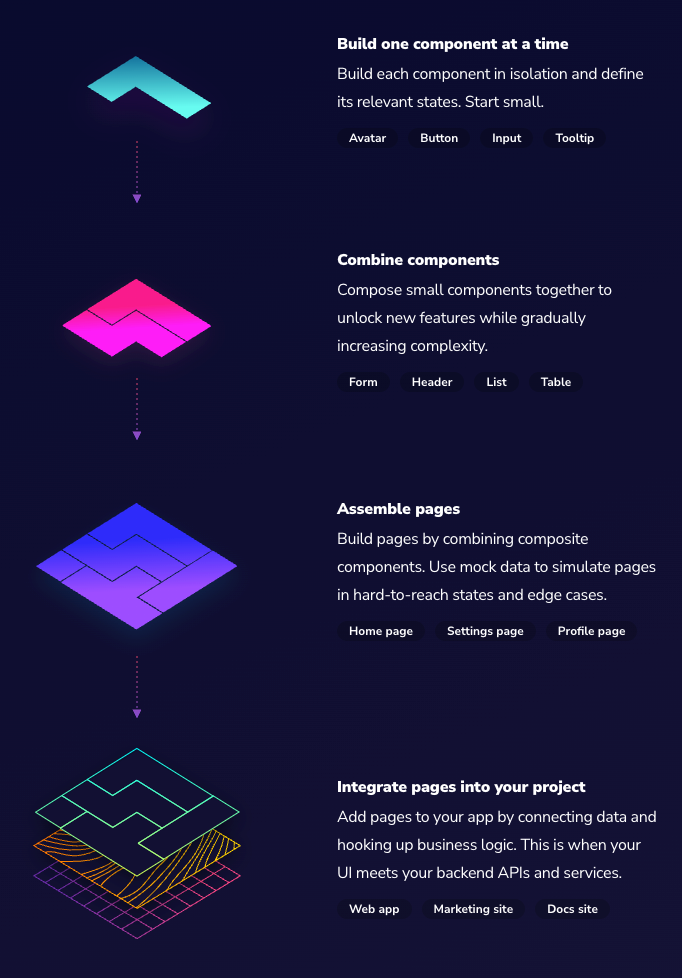 Build one component at a time
Build each component in isolation and define
its relevant states. Start small.
Avatar Button Input Tooltip
Combine components
Compose small components together to
unlock new features while gradually
increasing complexity.
Form Header List Table
Assemble pages
Build pages by combining composite
components. Use mock data to simulate pages
in hard-to-reach states and edge cases.
Home page Settings page Profile page
Integrate pages into your project
Add pages to your app by connecting data and
hooking up business logic. This is when your
UI meets your backend APIs and services.
Web app Marketing site Docs site